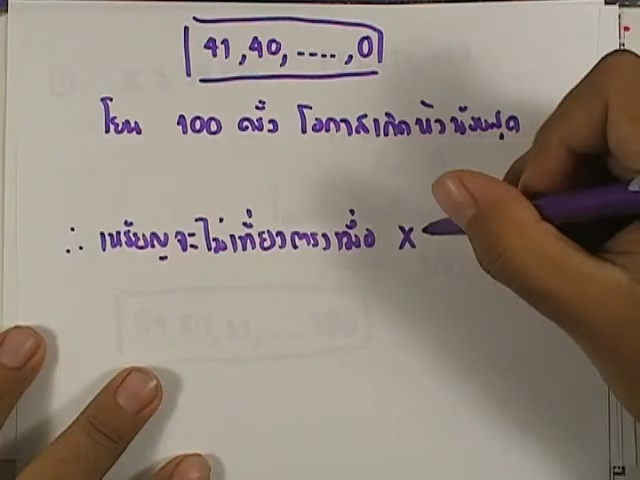 41, 40, ...., 0
โยน 100 ครั้ง โอกาสเกิดหัวน้อยสุด
∴ เหรียญจะไม่เที่ยงตรงเมื่อ X